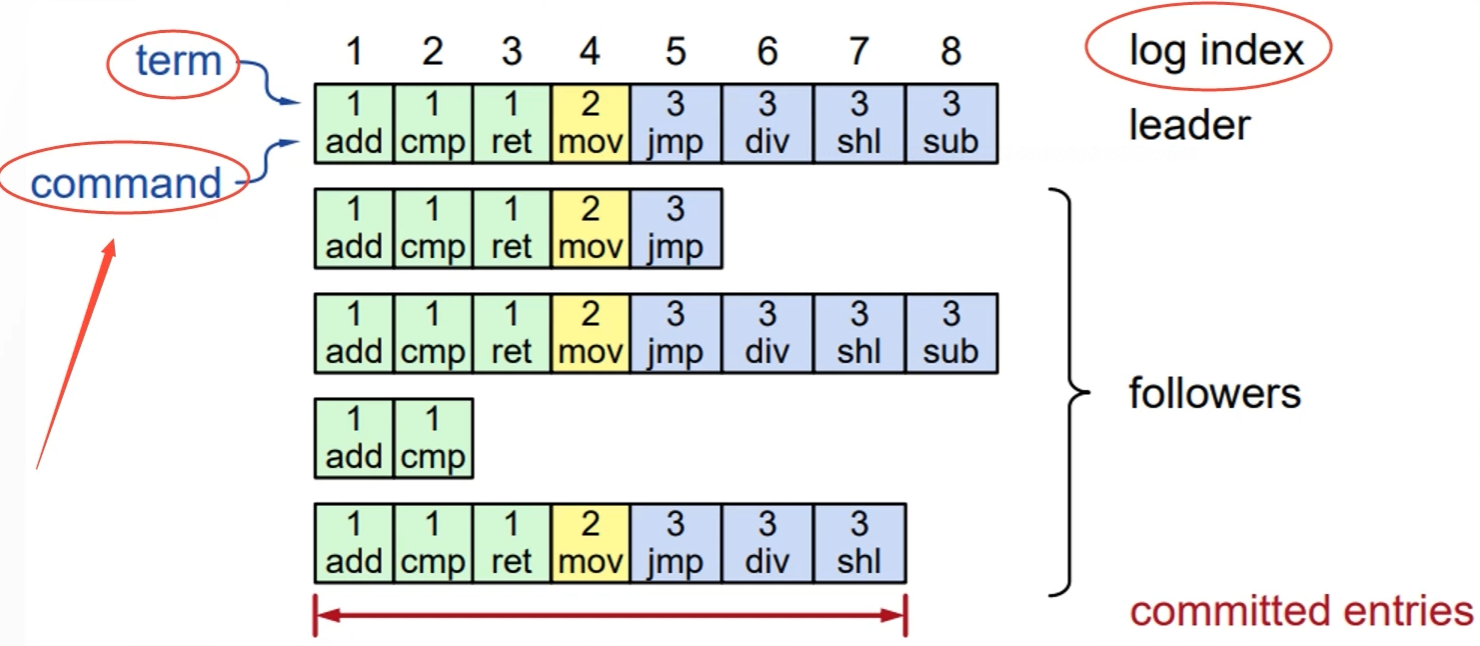 1 2 3 4 5 6 7 8 log index
term
1 1 1 2 3 3 3 3
leader
add cmp ret mov jmp div shl sub
command
1 1 1 2 3
add cmp ret mov jmp
1 1 1 2 3 3 3 3
add cmp ret mov jmp div shl sub
followers
1 1
add cmp
1 1 1 2 3 3 3
add cmp ret mov jmp div shl
committed entries